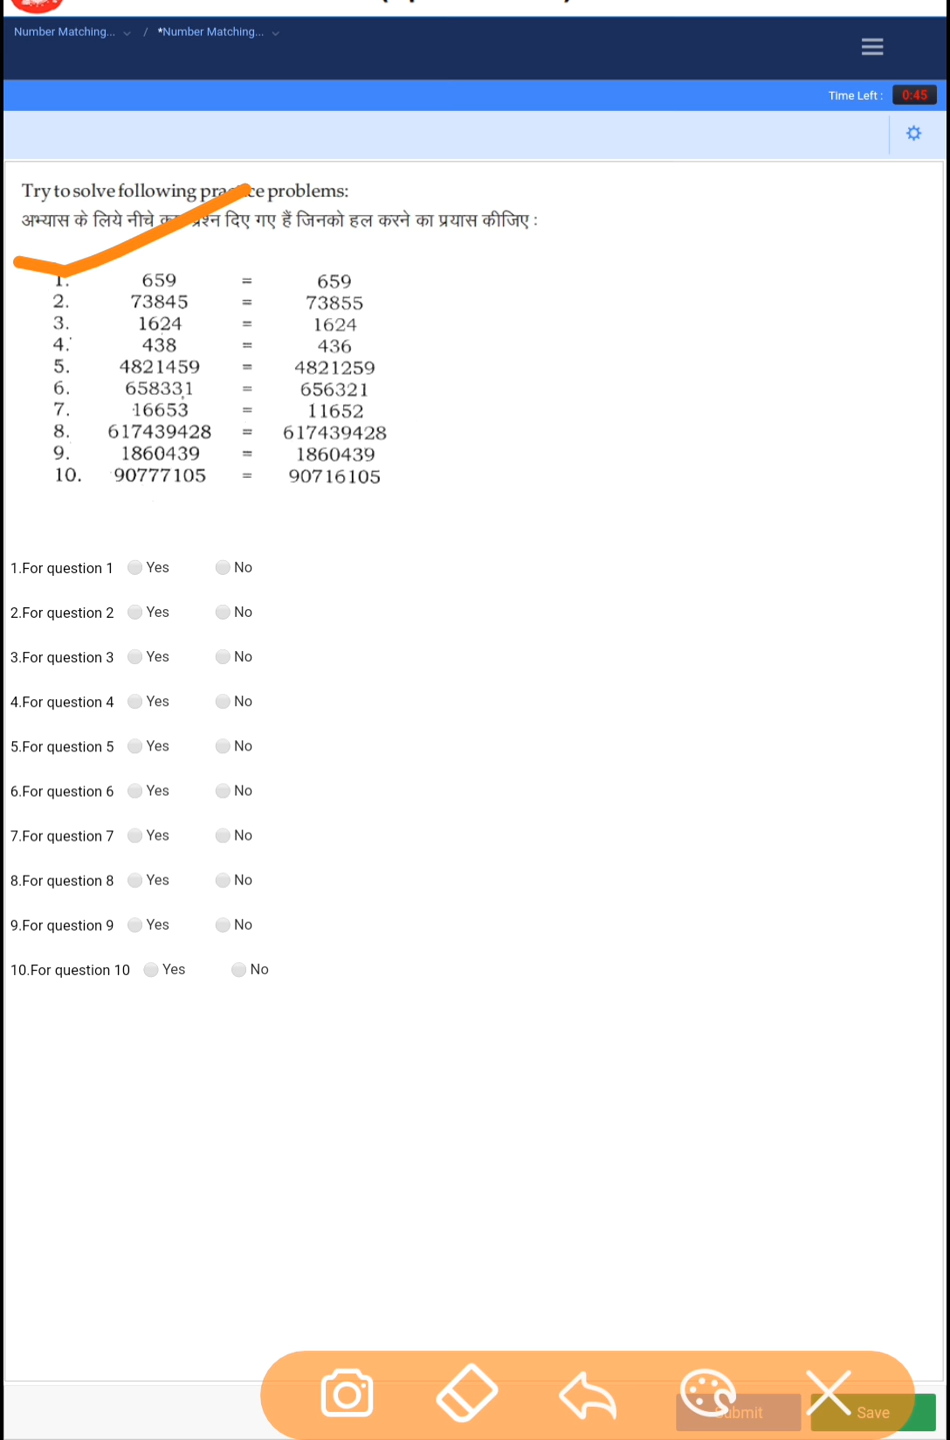 Number Matching... / *Number Matching...
Time Left : 0:45
Try to solve following problems:
अभ्यास के लिये नीचे प्रश्न दिए गए हैं जिनको हल करने का प्रयास कीजिए :
1. 659 = 659
2. 73845 = 73855
3. 1624 = 1624
4. 438 = 436
5. 4821459 = 4821259
6. 658331 = 656321
7. 16653 = 11652
8. 617439428 = 617439428
9. 1860439 = 1860439
10. 90777105 = 90716105
1.For question 1 Yes No
2.For question 2 Yes No
3.For question 3 Yes No
4.For question 4 Yes No
5.For question 5 Yes No
6.For question 6 Yes No
7.For question 7 Yes No
8.For question 8 Yes No
9.For question 9 Yes No
10.For question 10 Yes No
Submit Save